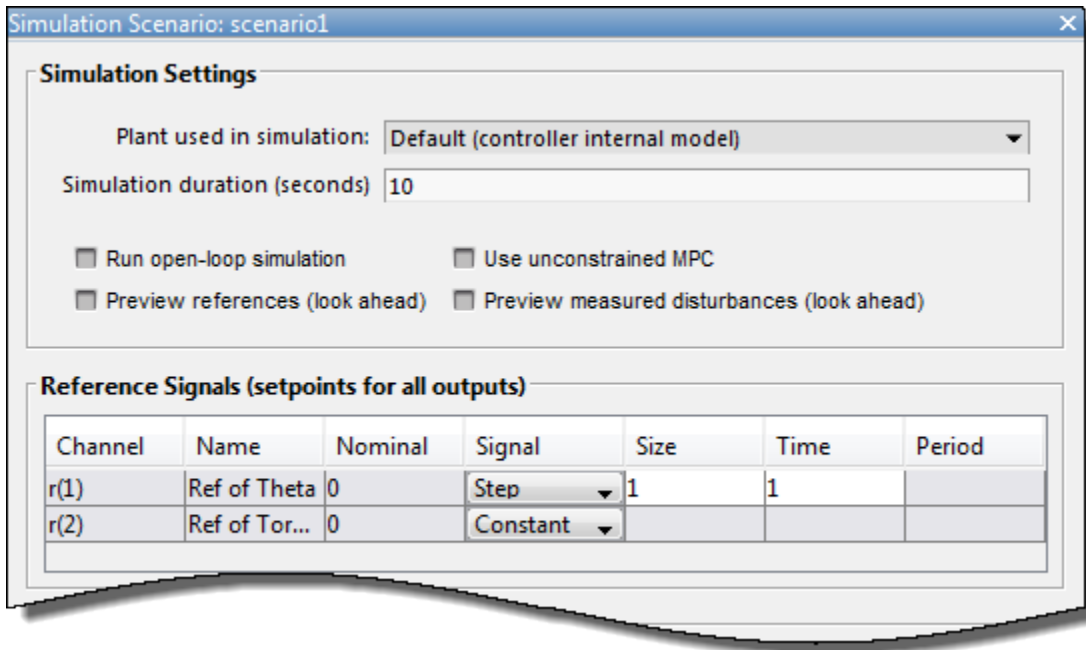 Simulation Scenario: scenario1
Simulation Settings
Plant used in simulation: Default (controller internal model)
Simulation duration (seconds) 10
Run open-loop simulation Use unconstrained MPC
Preview references (look ahead) Preview measured disturbances (look ahead)
Reference Signals (setpoints for all outputs)
Channel Name Nominal Signal Size Time Period
r(1) Ref of Theta 0 Step 1 1
r(2) Ref of Tor... 0 Constant